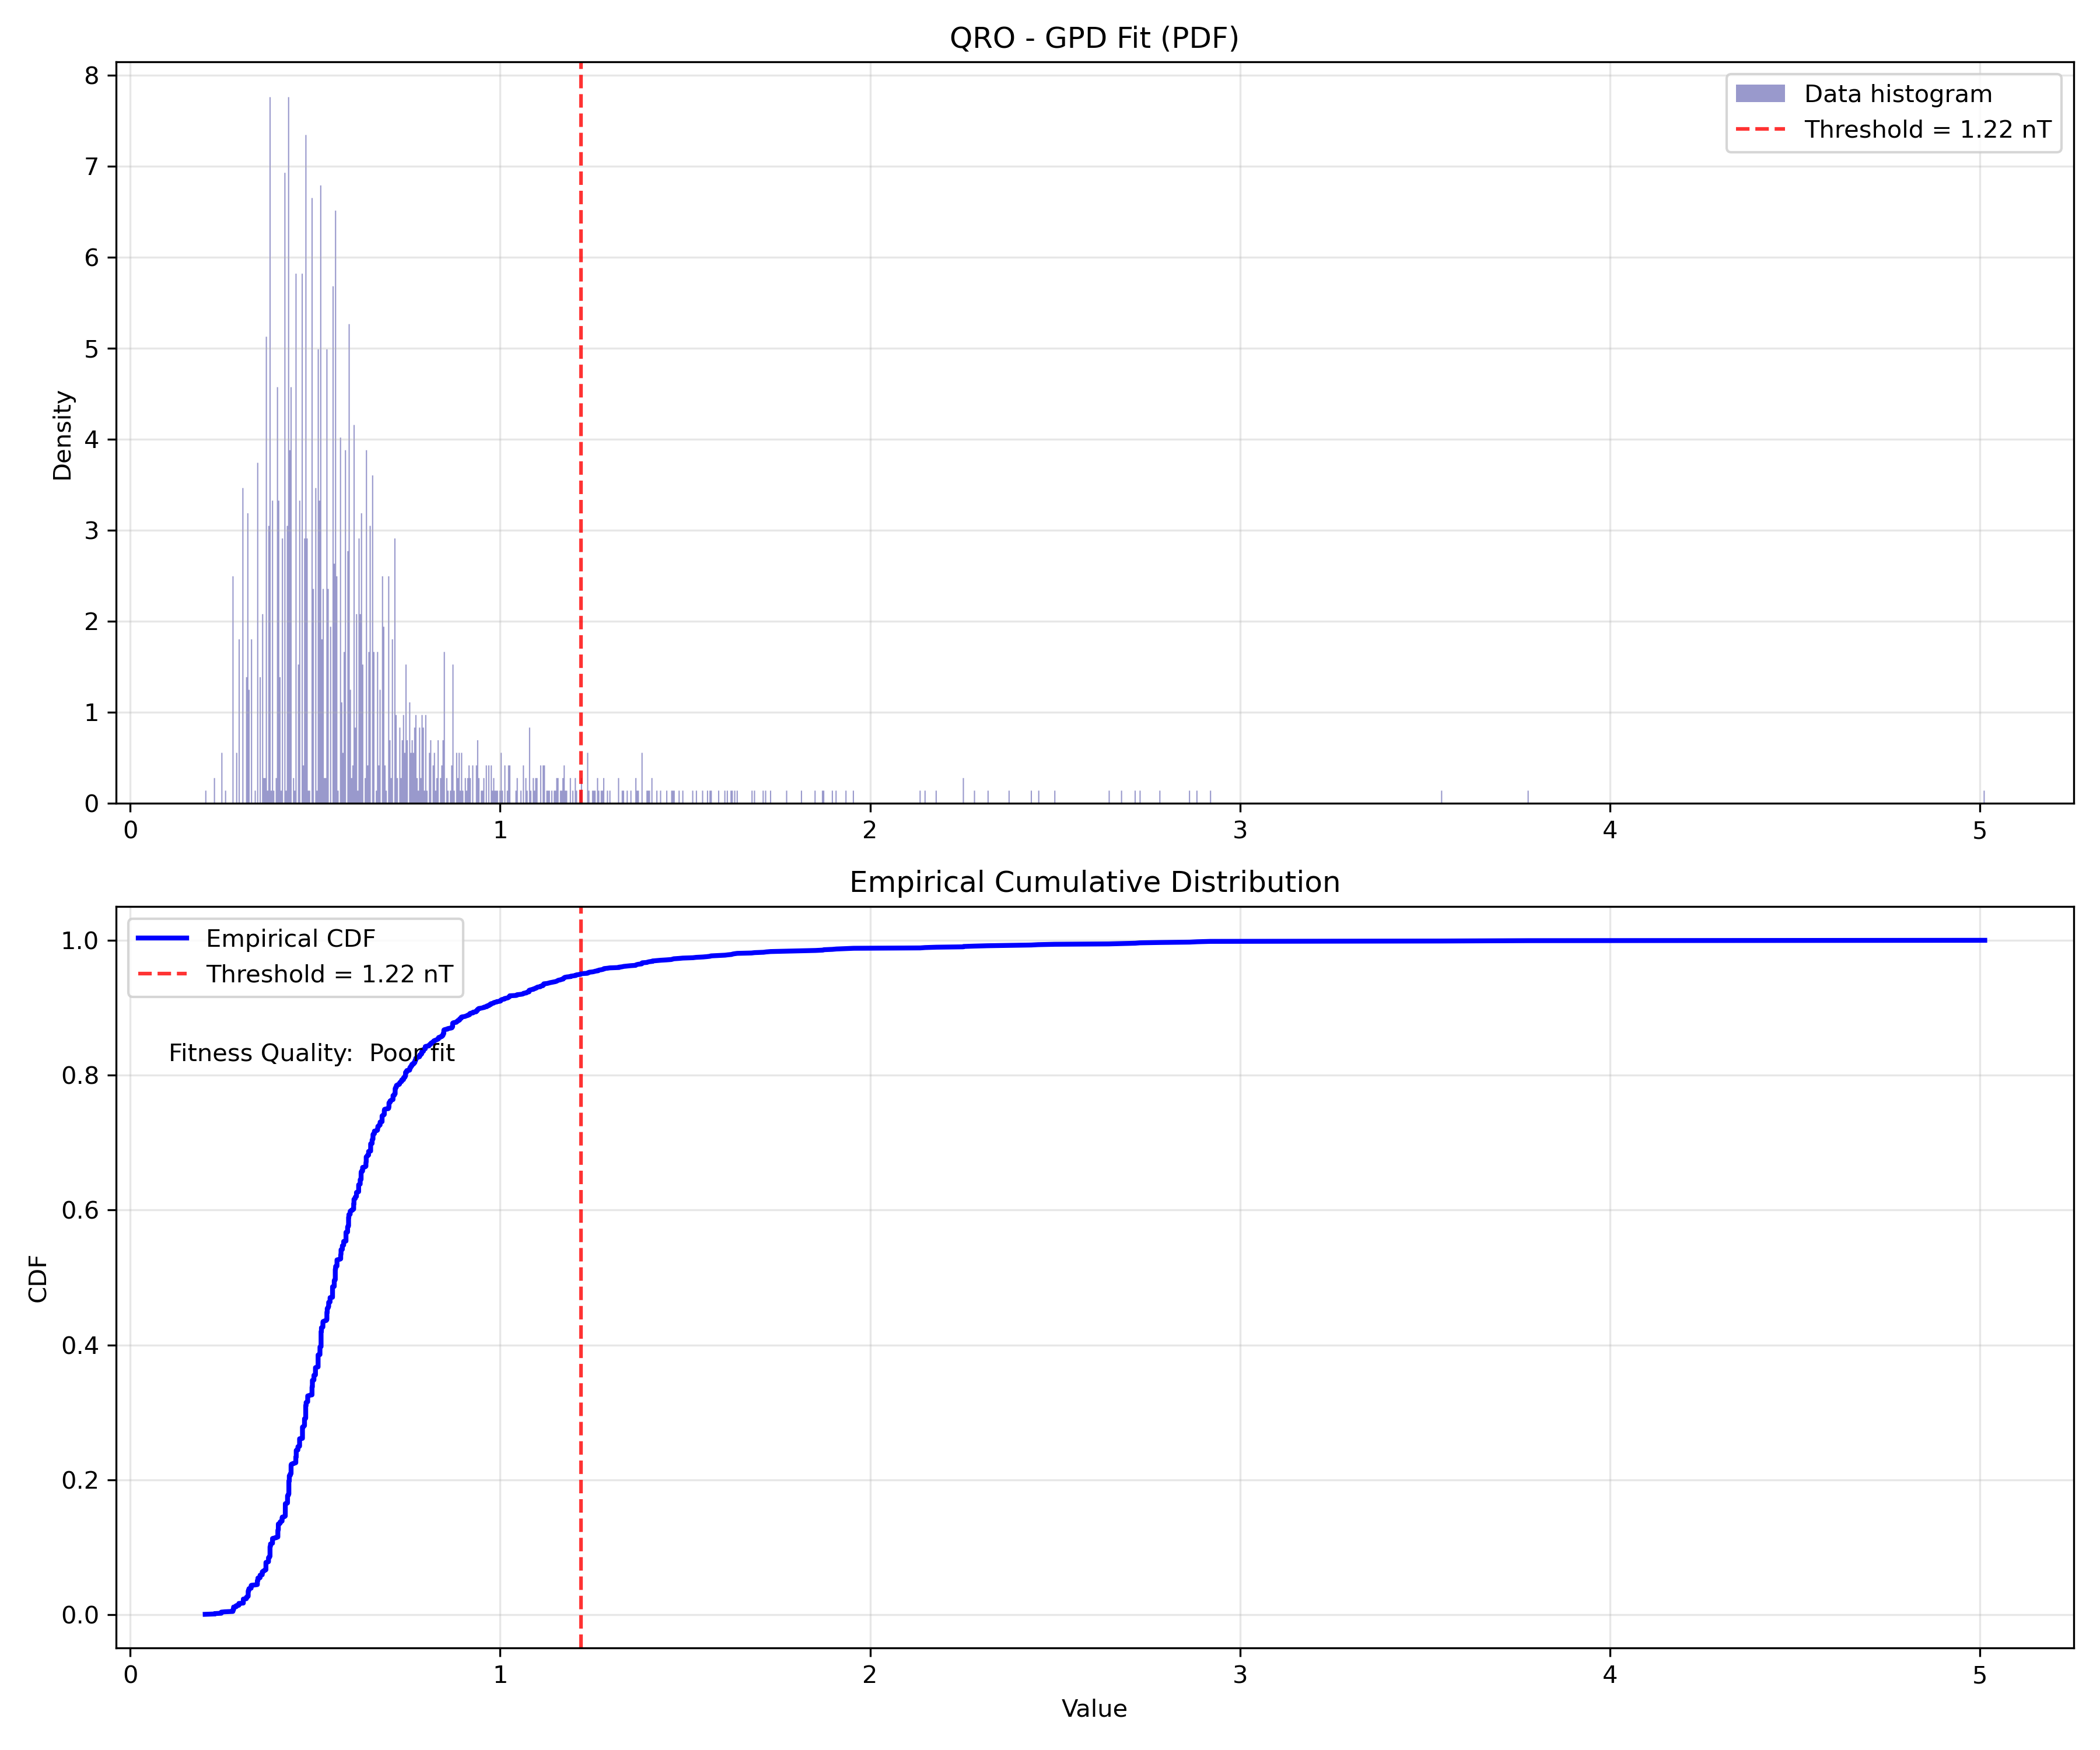 QRO - GPD Fit (PDF)
8
7
6
5
4
3
2
1
0
Density
Data histogram
Threshold = 1.22 nT
0 1 2 3 4 5
Empirical Cumulative Distribution
1.0
0.8
0.6
0.4
0.2
0.0
CDF
Empirical CDF
Threshold = 1.22 nT
Fitness Quality:  Poor fit
0 1 2 3 4 5
Value